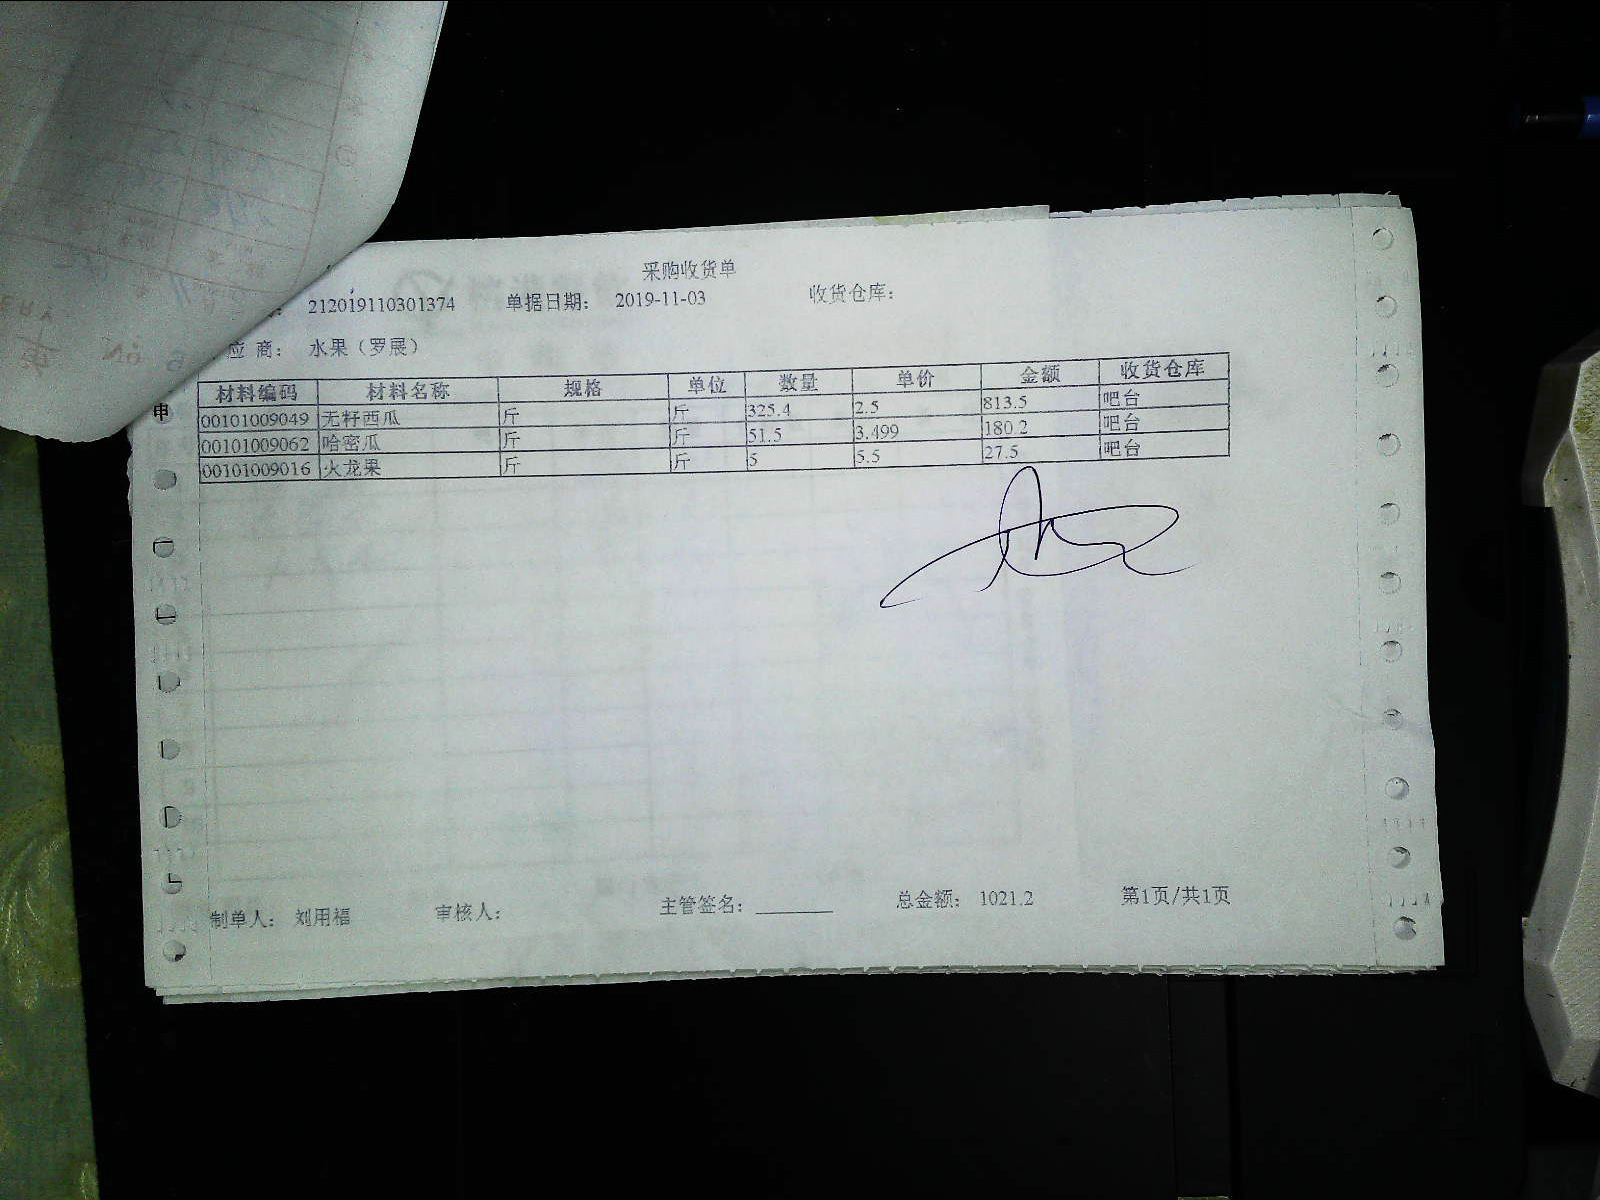 采购收货单
212019110301374 单据日期： 2019-11-03 收货仓库：
应 商： 水果（罗展）
材料编码 材料名称 规格 单位 数量 单价 金额 收货仓库
00101009049 无籽西瓜 斤 斤 325.4 2.5 813.5 吧台
00101009062 哈密瓜 斤 斤 51.5 3.499 180.2 吧台
00101009016 火龙果 斤 斤 5 5.5 27.5 吧台
制单人： 刘用福 审核人： 主管签名：________ 总金额： 1021.2 第1页/共1页